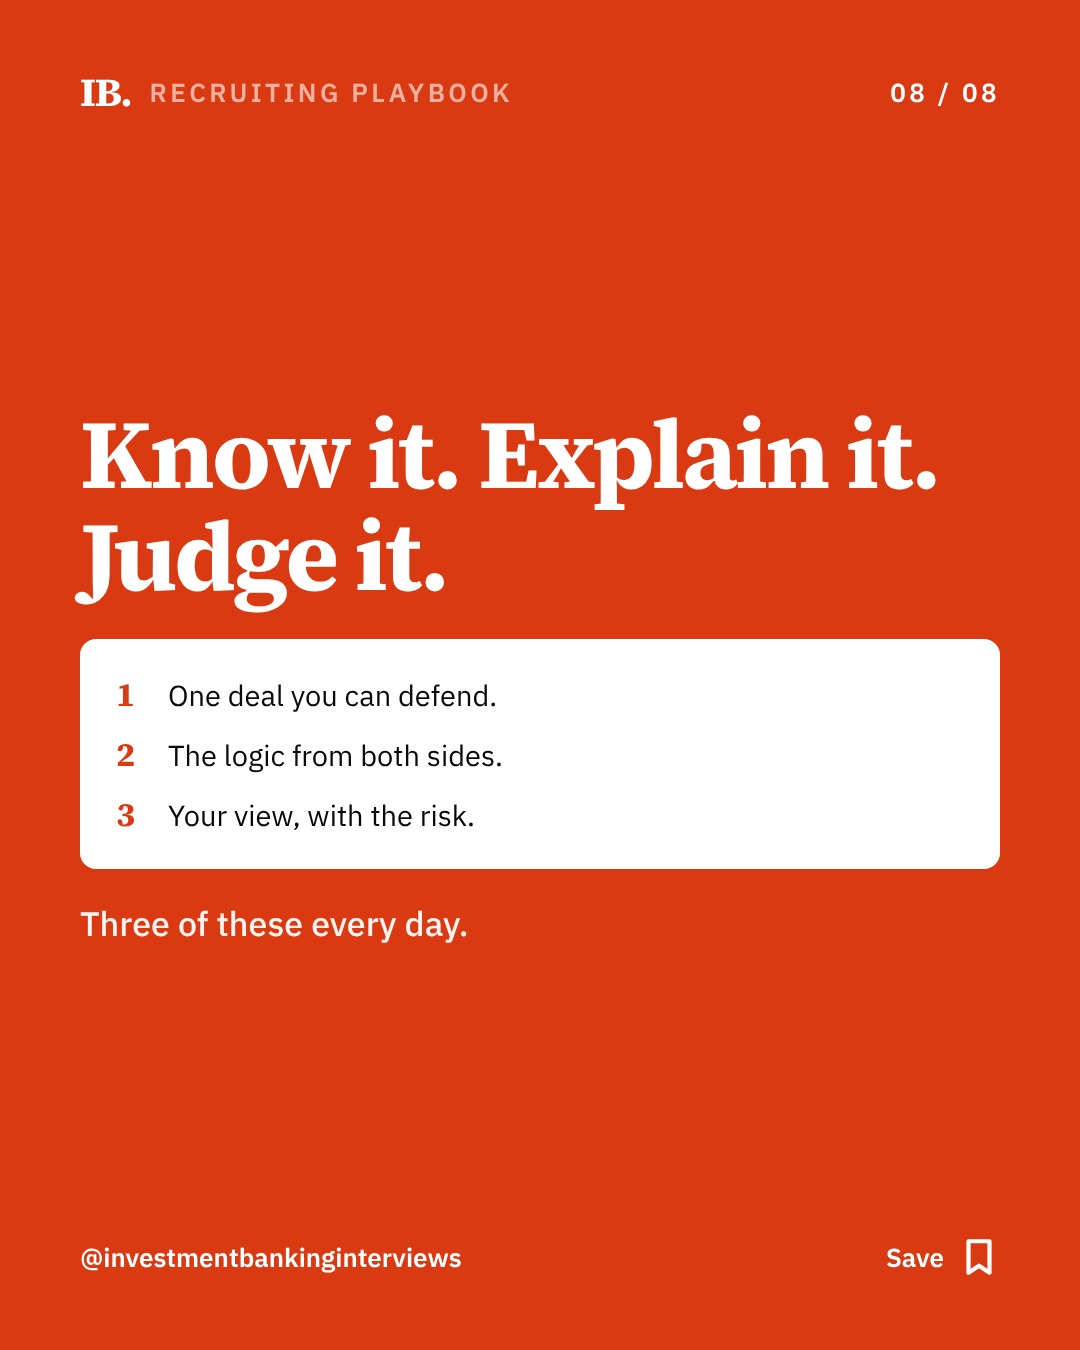 IB. RECRUITING PLAYBOOK 08 / 08
Know it. Explain it.
Judge it.
1 One deal you can defend.
2 The logic from both sides.
3 Your view, with the risk.
Three of these every day.
@investmentbankinginterviews Save